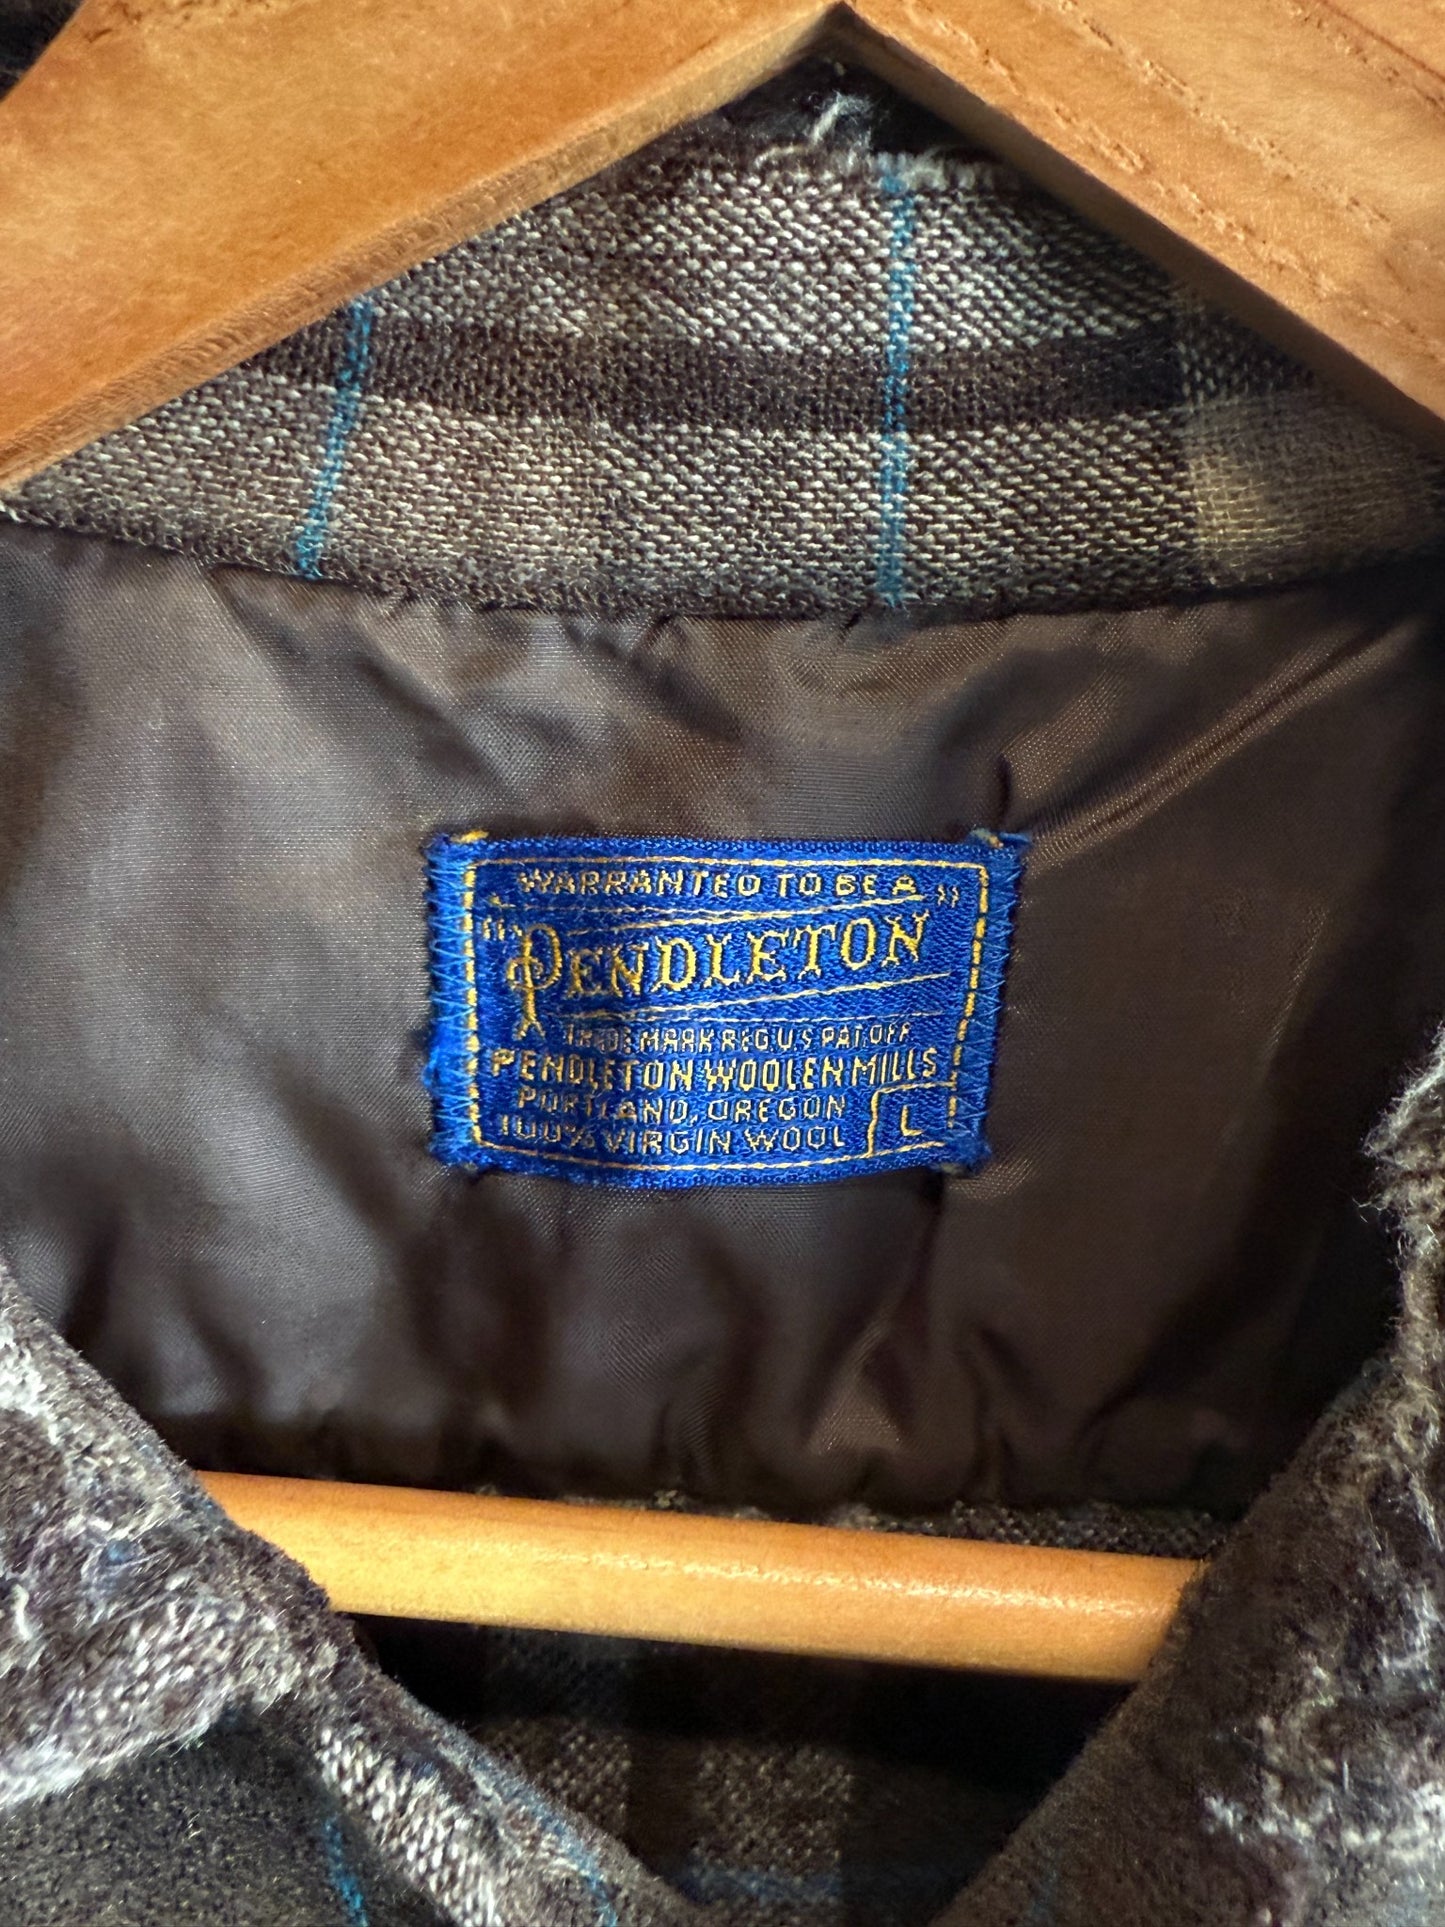 WARRANTED TO BE A
"PENDLETON"
TRADE MARK REG. U.S. PAT. OFF.
PENDLETON WOOLEN MILLS
PORTLAND, OREGON
100% VIRGIN WOOL
L